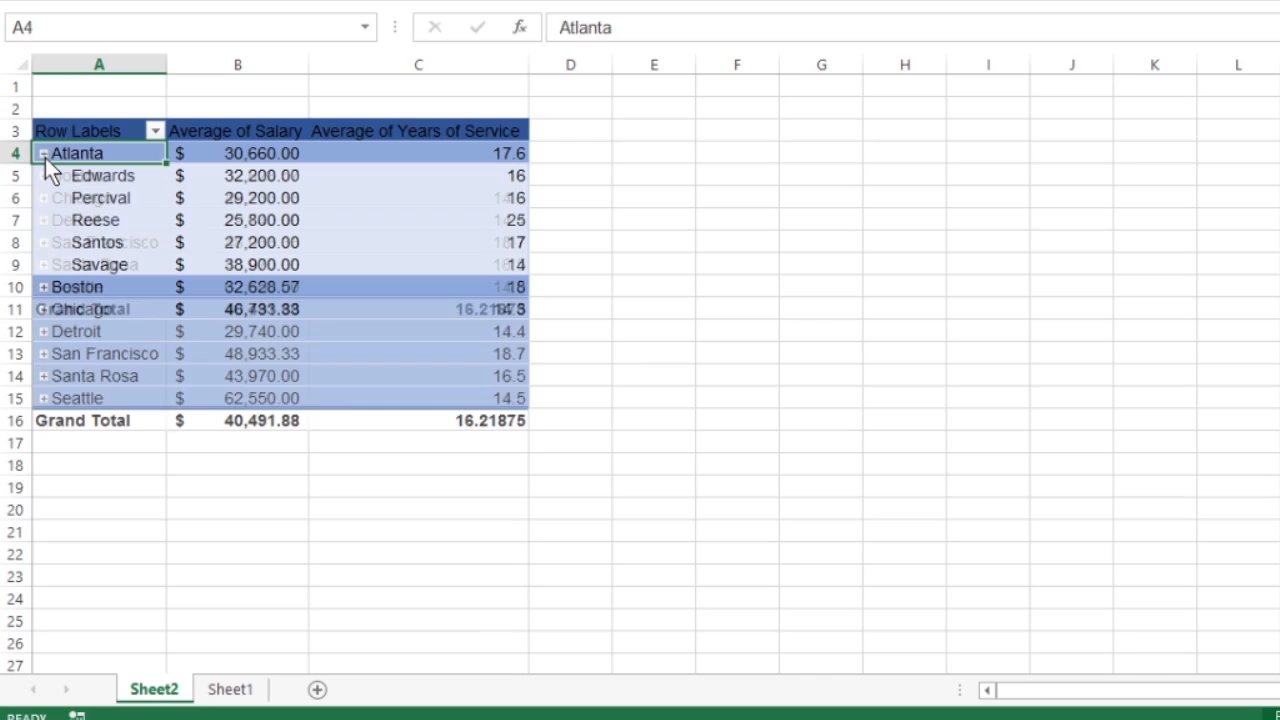 A4 fx Atlanta
A B C D E F G H I J K L
1
2
3 Row Labels Average of Salary Average of Years of Service
4 Atlanta $ 30,660.00 17.6
5 Edwards $ 32,200.00 16
6 Percival $ 29,200.00 16
7 Reese $ 25,800.00 25
8 Santos $ 27,200.00 17
9 Savage $ 38,900.00 14
10 Boston $ 32,628.57 18
11 Chicago $
12 Detroit $ 29,740.00 14.4
13 San Francisco $ 48,933.33 18.7
14 Santa Rosa $ 43,970.00 16.5
15 Seattle $ 62,550.00 14.5
16 Grand Total $ 40,491.88 16.21875
17
18
19
20
21
22
23
24
25
26
27
Sheet2 Sheet1
READY